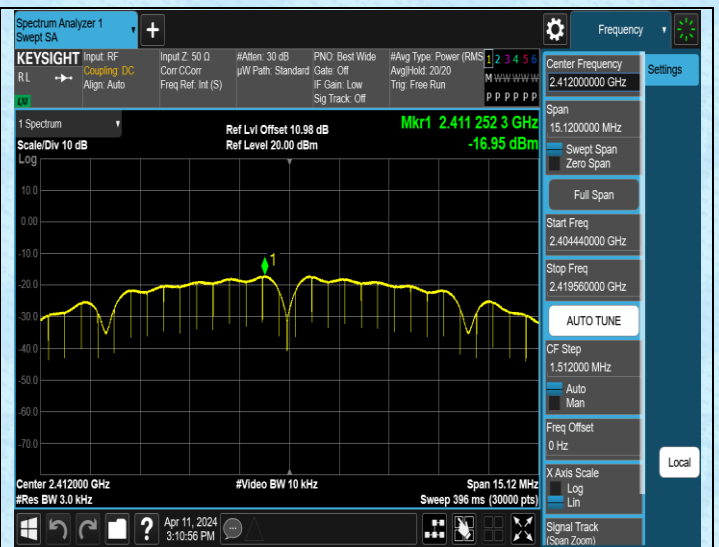 Spectrum Analyzer 1
Swept SA
+
Frequency
KEYSIGHT
RL
Input: RF
Coupling: DC
Align: Auto
Input Z: 50 Ω
Corr CCorr
Freq Ref: Int (S)
#Atten: 30 dB
µW Path: Standard
PNO: Best Wide
Gate: Off
IF Gain: Low
Sig Track: Off
#Avg Type: Power (RMS
Avg|Hold: 20/20
Trig: Free Run
1 2 3 4 5 6
M W W W W W
P P P P P P
1 Spectrum
Scale/Div 10 dB
Log
Ref Lvl Offset 10.98 dB
Ref Level 20.00 dBm
Mkr1 2.411 252 3 GHz
-16.95 dBm
10.0
0.00
-10.0
-20.0
-30.0
-40.0
-50.0
-60.0
-70.0
1
Center 2.412000 GHz
#Res BW 3.0 kHz
#Video BW 10 kHz
Span 15.12 MHz
Sweep 396 ms (30000 pts)
Apr 11, 2024
3:10:56 PM
?
Center Frequency
2.412000000 GHz
Span
15.1200000 MHz
Swept Span
Zero Span
Full Span
Start Freq
2.404440000 GHz
Stop Freq
2.419560000 GHz
AUTO TUNE
CF Step
1.512000 MHz
Auto
Man
Freq Offset
0 Hz
X Axis Scale
Log
Lin
Signal Track
(Span Zoom)
Settings
Local